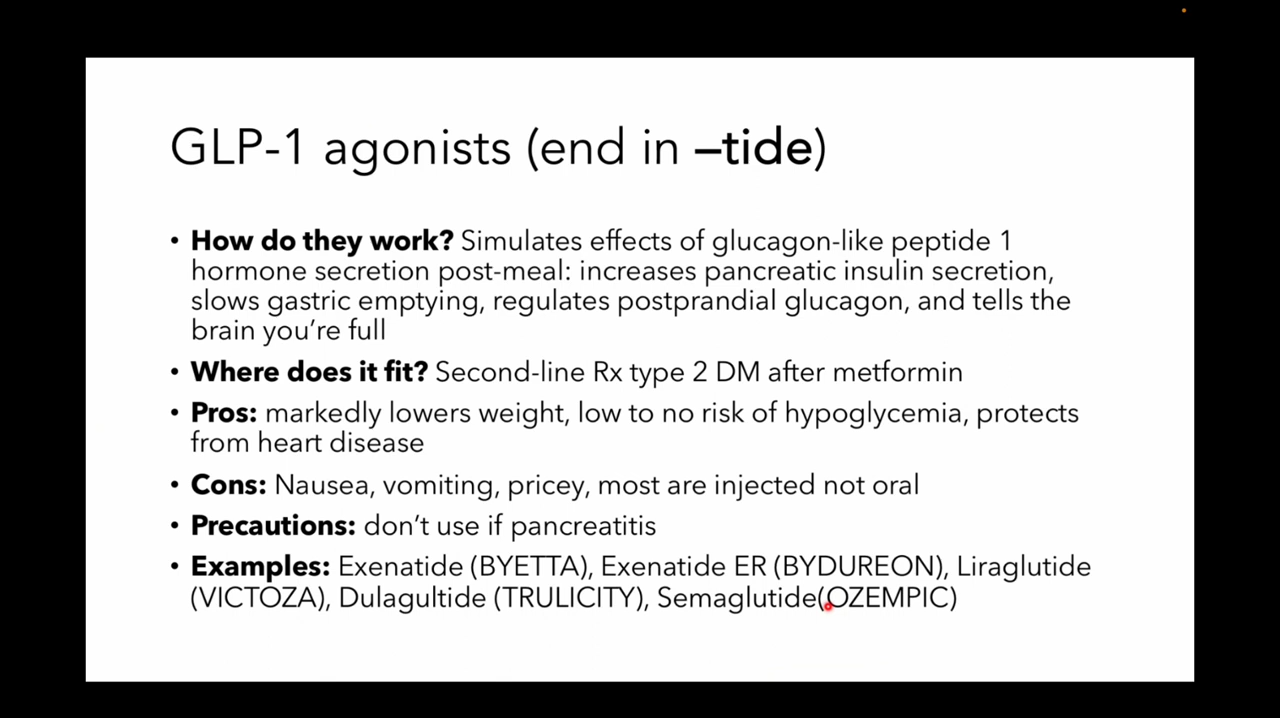 GLP-1 agonists (end in –tide)
• How do they work? Simulates effects of glucagon-like peptide 1
hormone secretion post-meal: increases pancreatic insulin secretion,
slows gastric emptying, regulates postprandial glucagon, and tells the
brain you’re full
• Where does it fit? Second-line Rx type 2 DM after metformin
• Pros: markedly lowers weight, low to no risk of hypoglycemia, protects
from heart disease
• Cons: Nausea, vomiting, pricey, most are injected not oral
• Precautions: don’t use if pancreatitis
• Examples: Exenatide (BYETTA), Exenatide ER (BYDUREON), Liraglutide
(VICTOZA), Dulagultide (TRULICITY), Semaglutide(OZEMPIC)